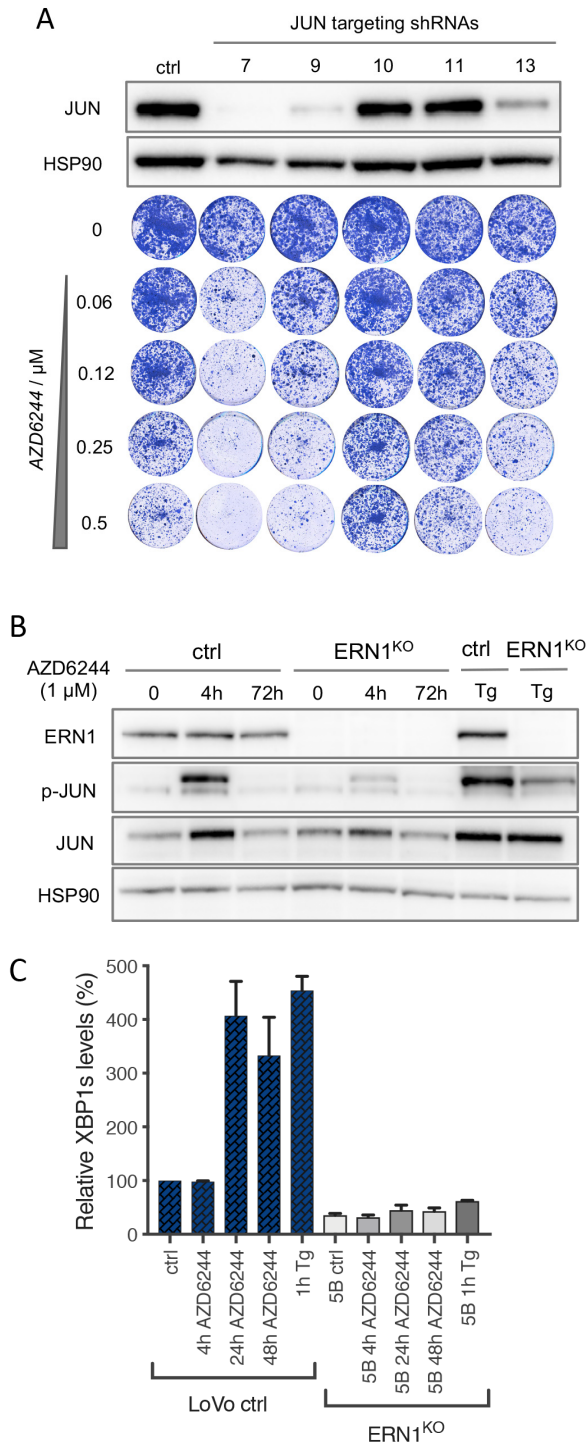 A
JUN targeting shRNAs
ctrl 7 9 10 11 13
JUN
HSP90
0
0.06
0.12
0.25
0.5
AZD6244 / µM
B
ctrl ERN1KO ctrl ERN1KO
AZD6244
(1 µM) 0 4h 72h 0 4h 72h Tg Tg
ERN1
p-JUN
JUN
HSP90
C
Relative XBP1s levels (%)
500
400
300
200
100
0
ctrl
4h AZD6244
24h AZD6244
48h AZD6244
1h Tg
5B ctrl
5B 4h AZD6244
5B 24h AZD6244
5B 48h AZD6244
5B 1h Tg
LoVo ctrl
ERN1KO